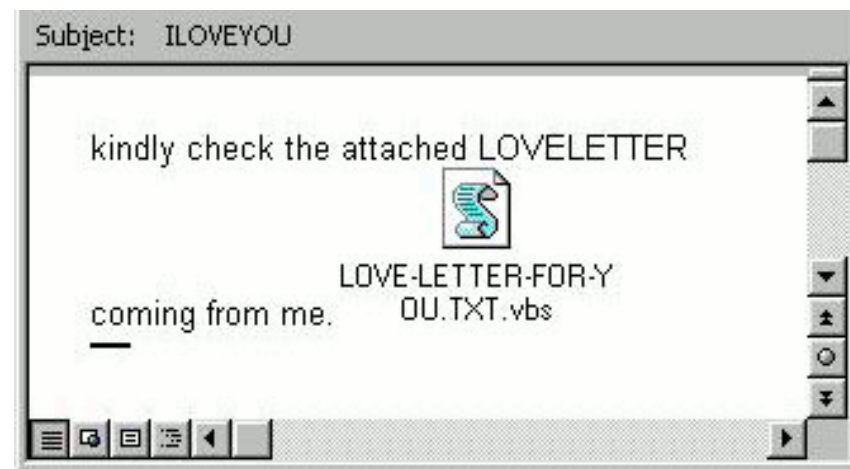 Subject: ILOVEYOU
kindly check the attached LOVELETTER
LOVE-LETTER-FOR-Y
OU.TXT.vbs
coming from me.